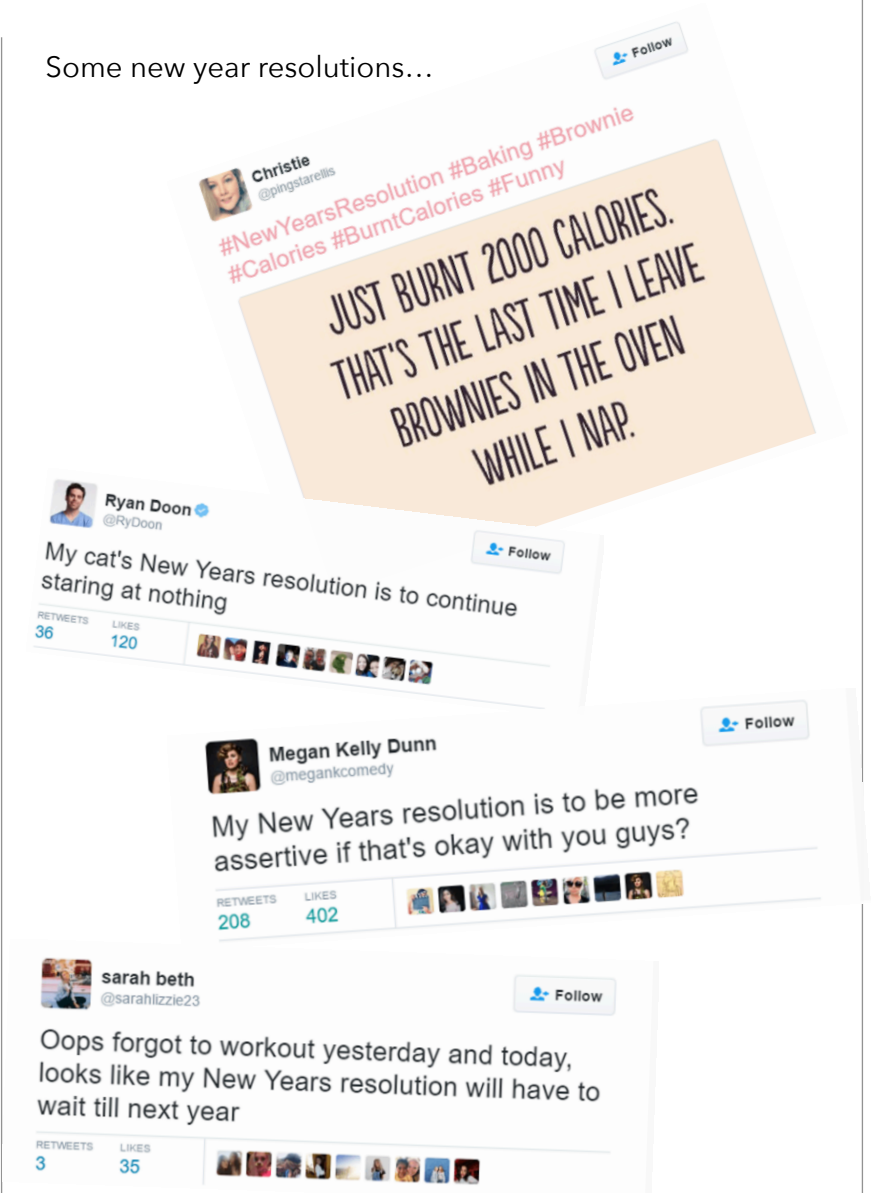 Some new year resolutions...
Follow
Christie
@pingstarellis
#NewYearsResolution #Baking #Brownie
#Calories #BurntCalories #Funny
JUST BURNT 2000 CALORIES.
THAT'S THE LAST TIME I LEAVE
BROWNIES IN THE OVEN
WHILE I NAP.
Ryan Doon
@RyDoon
Follow
My cat's New Years resolution is to continue
staring at nothing
RETWEETS LIKES
36 120
Megan Kelly Dunn
@megankcomedy
Follow
My New Years resolution is to be more
assertive if that's okay with you guys?
RETWEETS LIKES
208 402
sarah beth
@sarahlizzie23
Follow
Oops forgot to workout yesterday and today,
looks like my New Years resolution will have to
wait till next year
RETWEETS LIKES
3 35